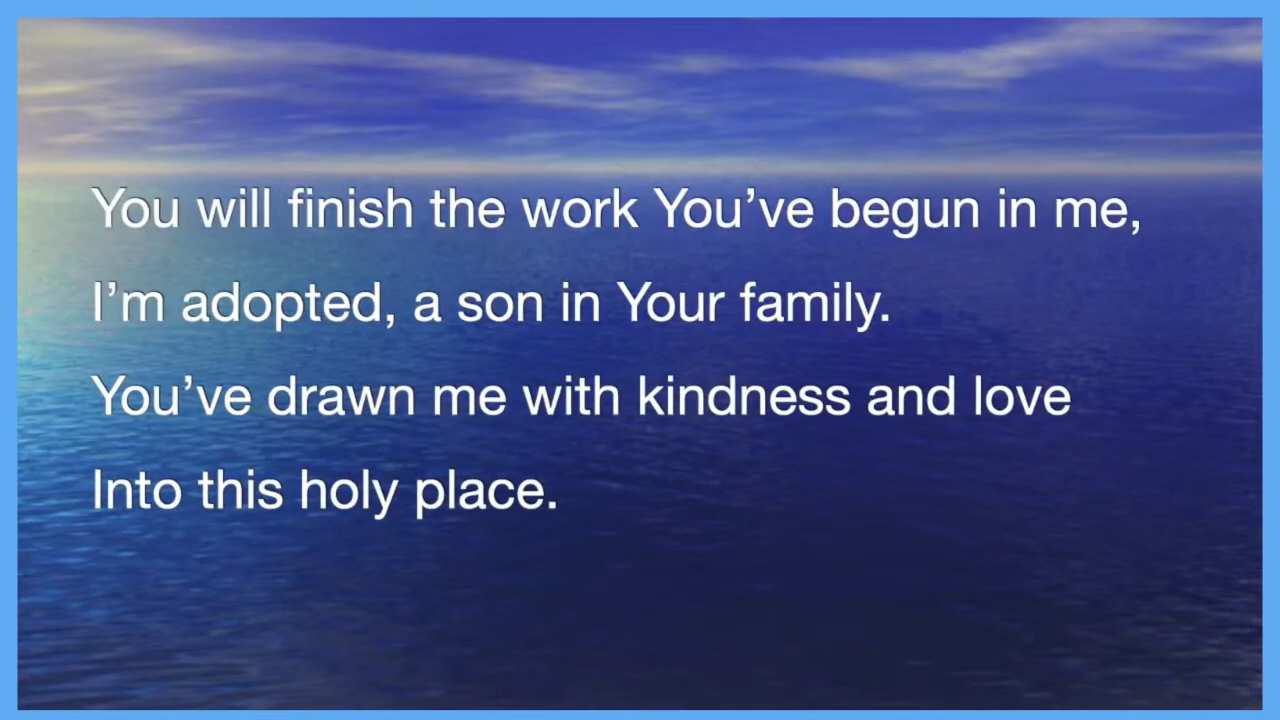 You will finish the work You’ve begun in me,
I’m adopted, a son in Your family.
You’ve drawn me with kindness and love
Into this holy place.